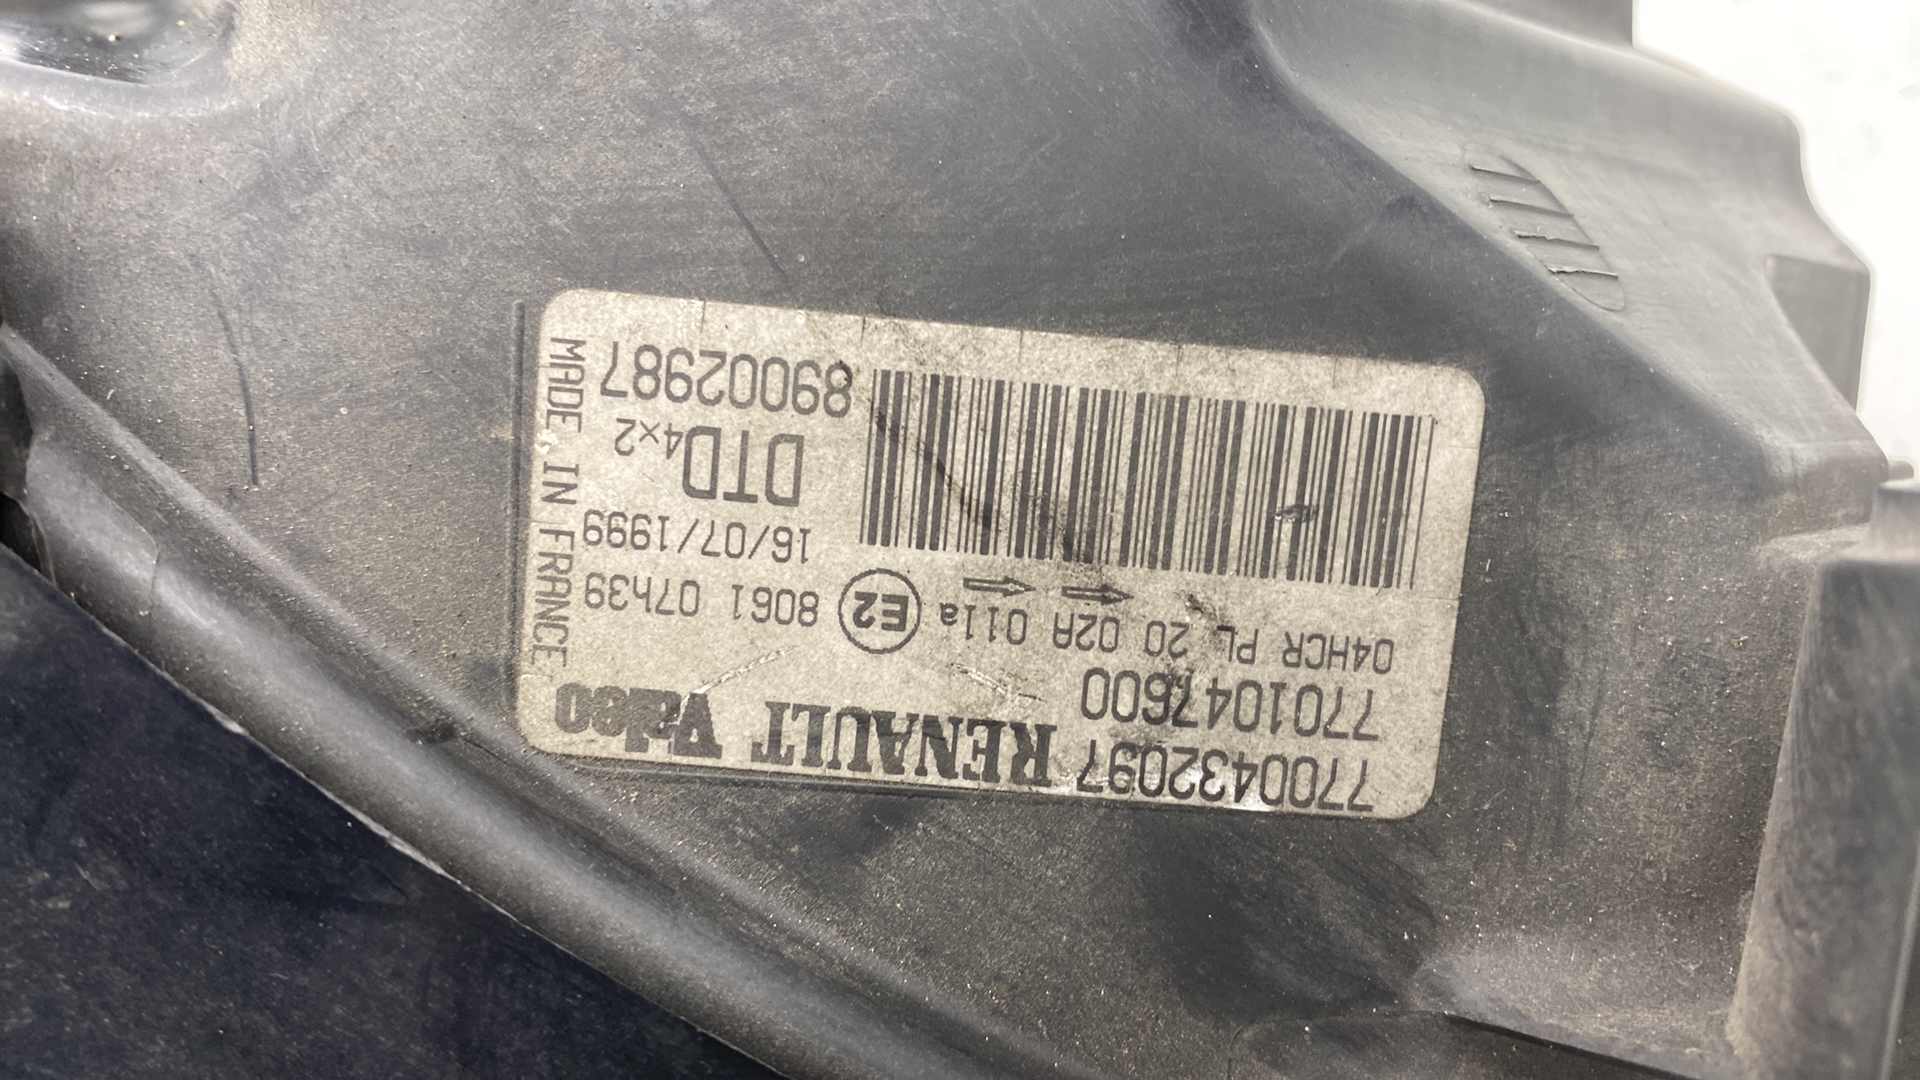 7700432097 RENAULT Valeo
7701047600
04HCR PL 20 02A 011a E2 8061 07h39
16/07/1999
DTD4x2
89002987
MADE IN FRANCE